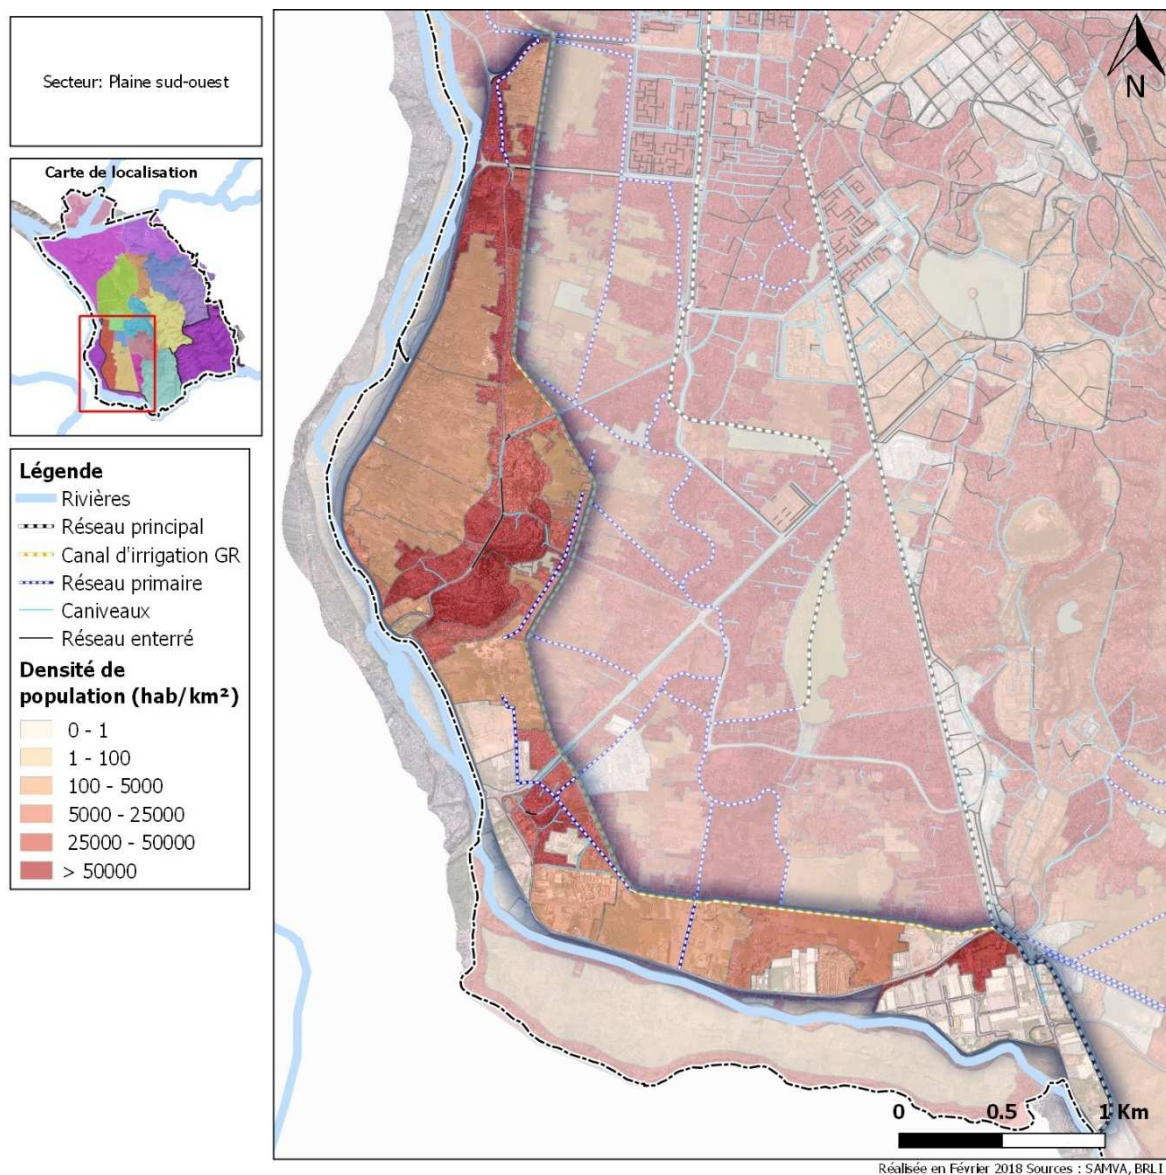 Secteur: Plaine sud-ouest
Carte de localisation
Légende
Rivières
Réseau principal
Canal d'irrigation GR
Réseau primaire
Caniveaux
Réseau enterré
Densité de
population (hab/km²)
0 - 1
1 - 100
100 - 5000
5000 - 25000
25000 - 50000
> 50000
N
0 0.5 1 Km
Réalisée en Février 2018 Sources : SAMVA, BRLI